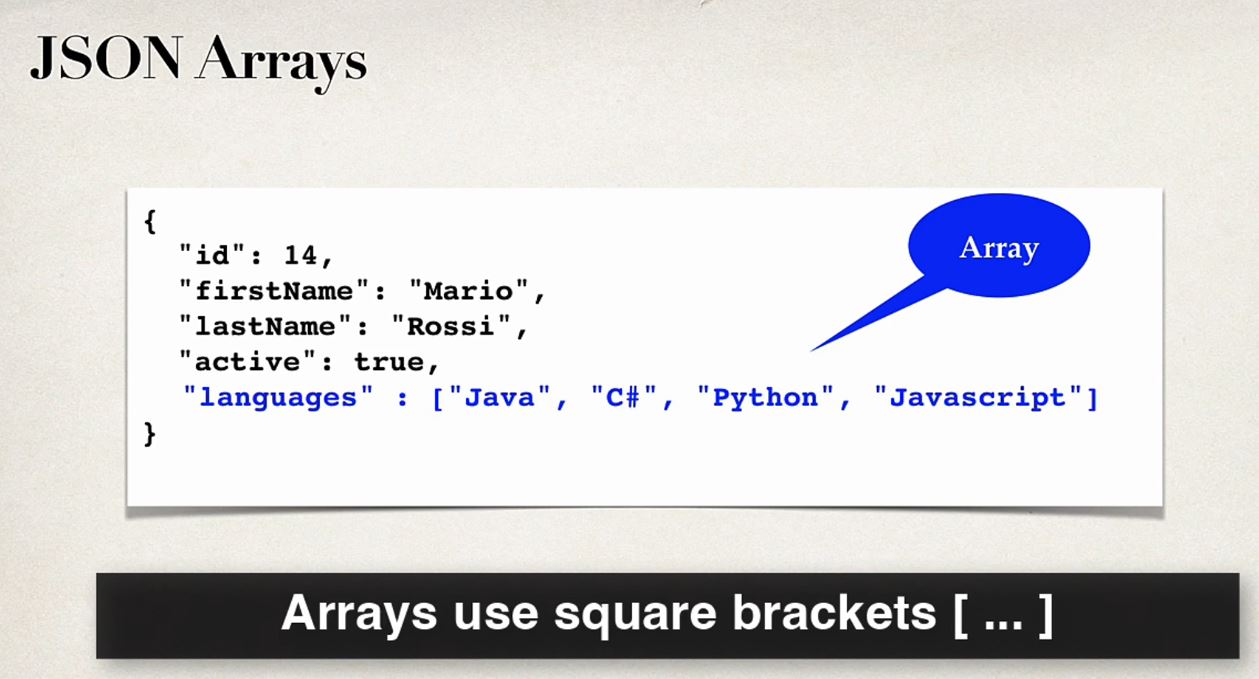 JSON Arrays
Array
{
"id": 14,
"firstName": "Mario",
"lastName": "Rossi",
"active": true,
"languages" : ["Java", "C#", "Python", "Javascript"]
}
Arrays use square brackets [ ... ]